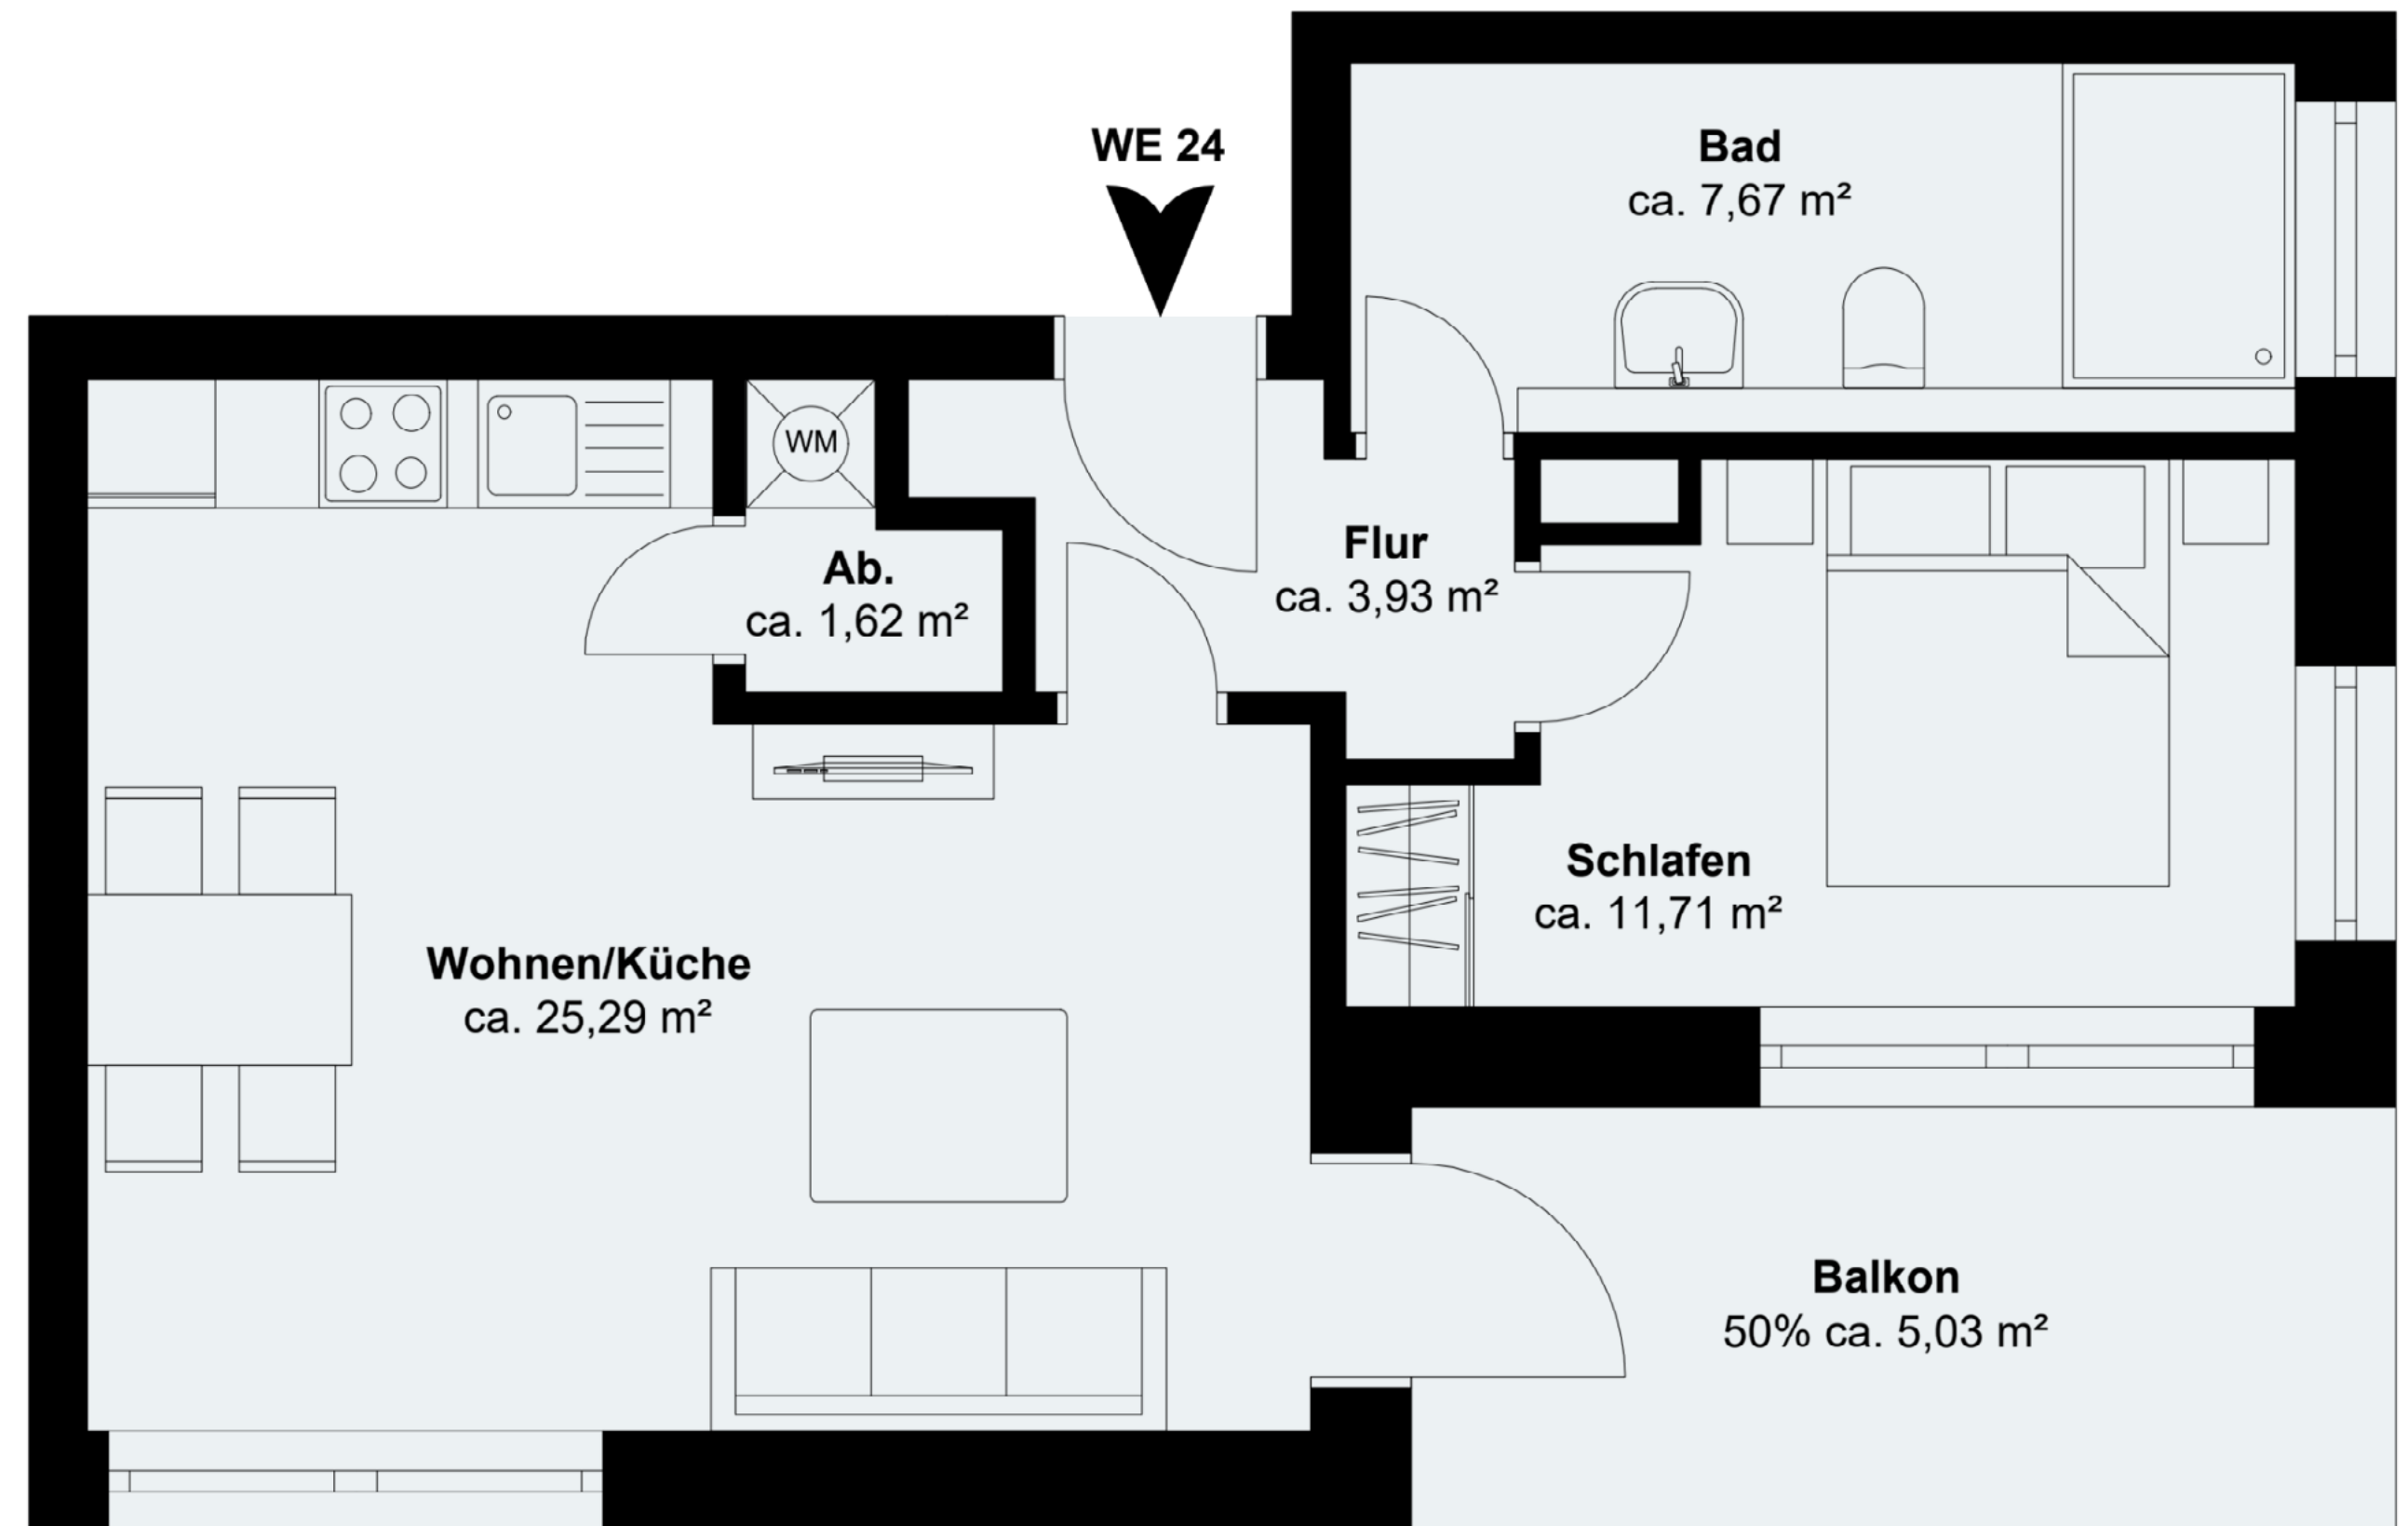 WE 24
Bad
ca. 7,67 m²
WM
Ab.
ca. 1,62 m²
Flur
ca. 3,93 m²
Schlafen
ca. 11,71 m²
Wohnen/Küche
ca. 25,29 m²
Balkon
50% ca. 5,03 m²